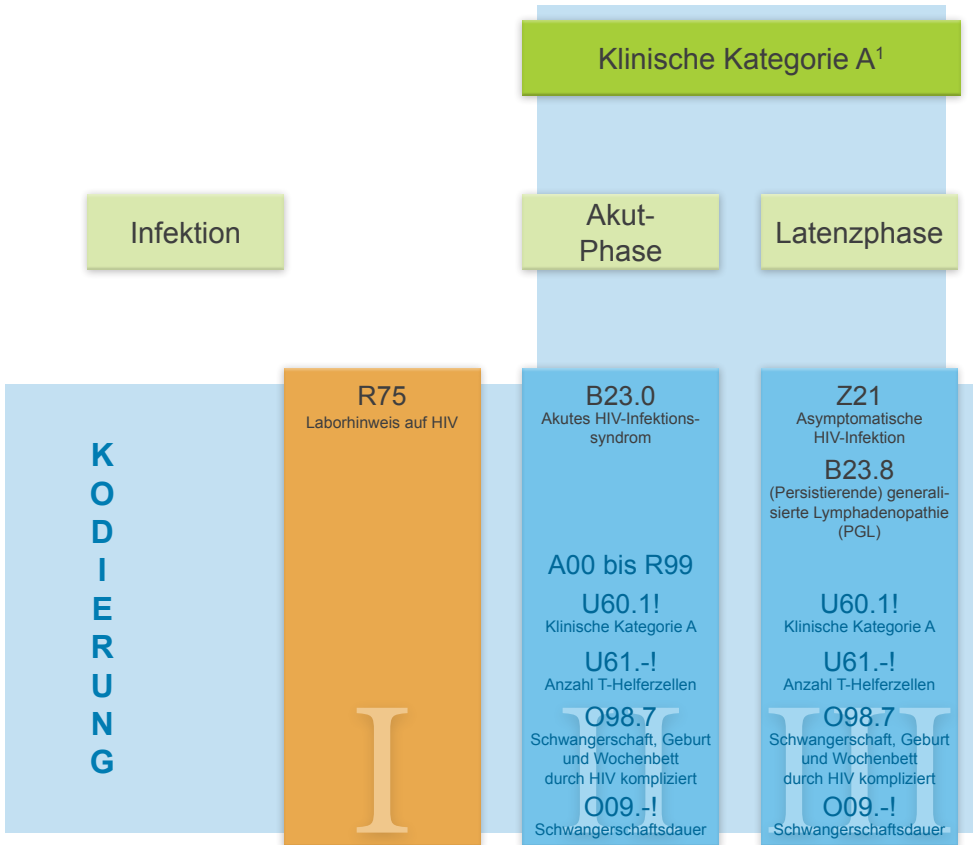 Klinische Kategorie A¹
Infektion
Akut-
Phase
Latenzphase
K
O
D
I
E
R
U
N
G
R75
Laborhinweis auf HIV
I
B23.0
Akutes HIV-Infektions-
syndrom
A00 bis R99
U60.1!
Klinische Kategorie A
U61.-!
Anzahl T-Helferzellen
O98.7
Schwangerschaft, Geburt
und Wochenbett
durch HIV kompliziert
O09.-!
Schwangerschaftsdauer
II
Z21
Asymptomatische
HIV-Infektion
B23.8
(Persistierende) generali-
sierte Lymphadenopathie
(PGL)
U60.1!
Klinische Kategorie A
U61.-!
Anzahl T-Helferzellen
O98.7
Schwangerschaft, Geburt
und Wochenbett
durch HIV kompliziert
O09.-!
Schwangerschaftsdauer
III